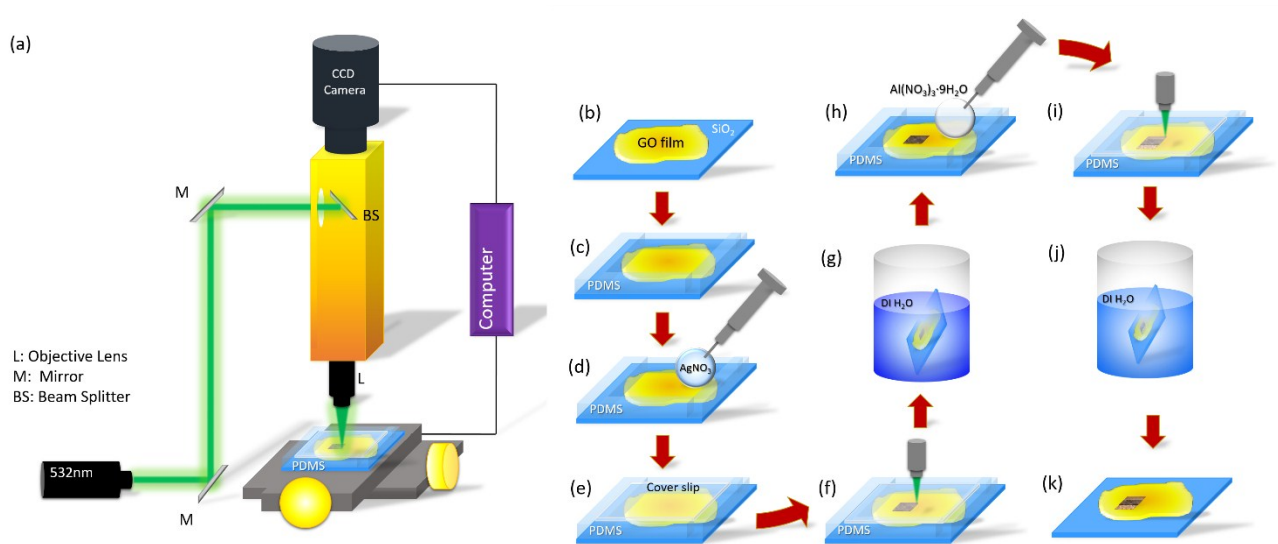 (a)
CCD
Camera
M
BS
Computer
L: Objective Lens
M: Mirror
BS: Beam Splitter
L
532nm
M
PDMS
(b)
GO film
SiO₂
(c)
PDMS
(d)
AgNO₃
PDMS
(e)
Cover slip
PDMS
(f)
PDMS
(g)
DI H₂O
(h)
Al(NO₃)₃·9H₂O
PDMS
(i)
PDMS
(j)
DI H₂O
(k)